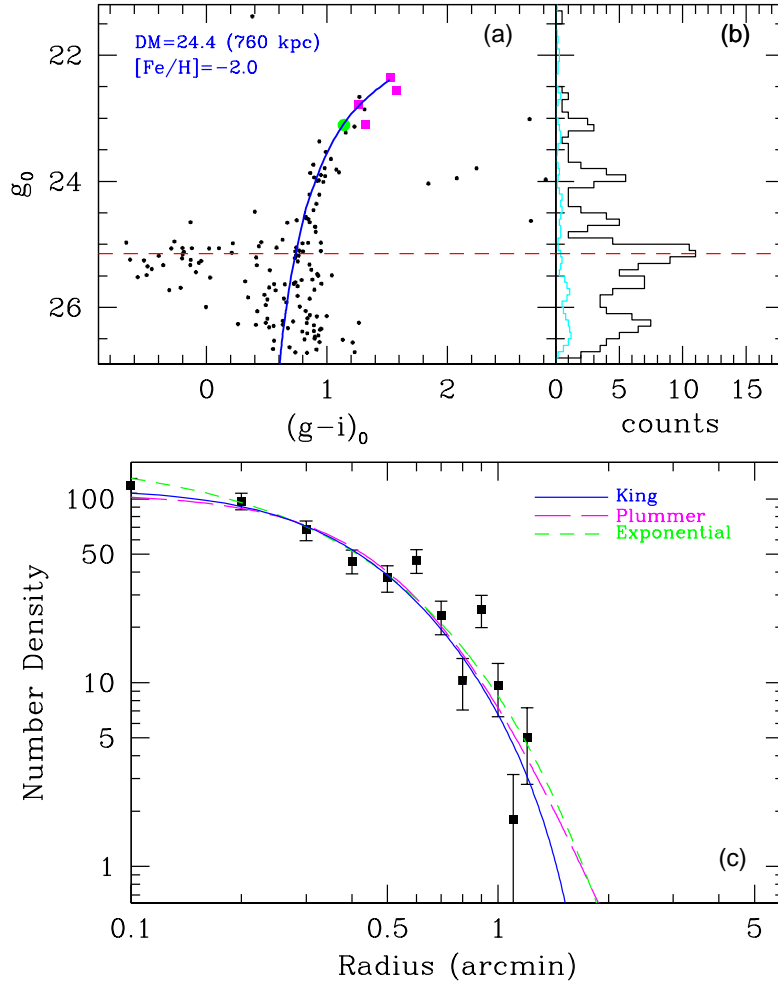 DM=24.4 (760 kpc)
[Fe/H]=−2.0
(a)
(b)
22
24
26
g₀
0
1
2
(g−i)₀
0
5
10
15
counts
King
Plummer
Exponential
100
50
10
5
1
Number Density
(c)
0.1
0.5
1
5
Radius (arcmin)